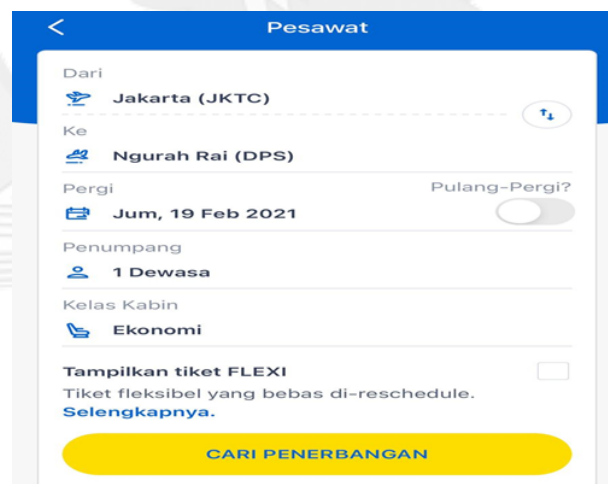 Pesawat
Dari
Jakarta (JKTC)
Ke
Ngurah Rai (DPS)
Pergi
Pulang-Pergi?
Jum, 19 Feb 2021
Penumpang
1 Dewasa
Kelas Kabin
Ekonomi
Tampilkan tiket FLEXI
Tiket fleksibel yang bebas di-reschedule.
Selengkapnya.
CARI PENERBANGAN